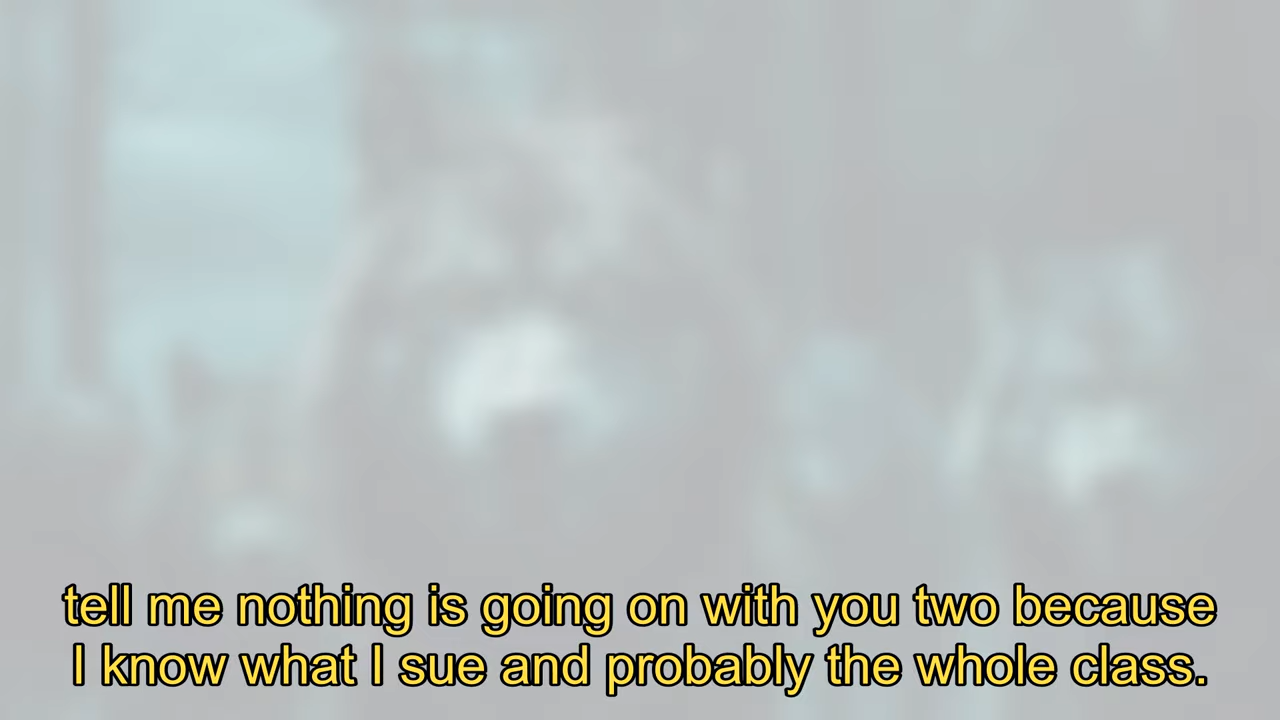 tell me nothing is going on with you two because
I know what I sue and probably the whole class.